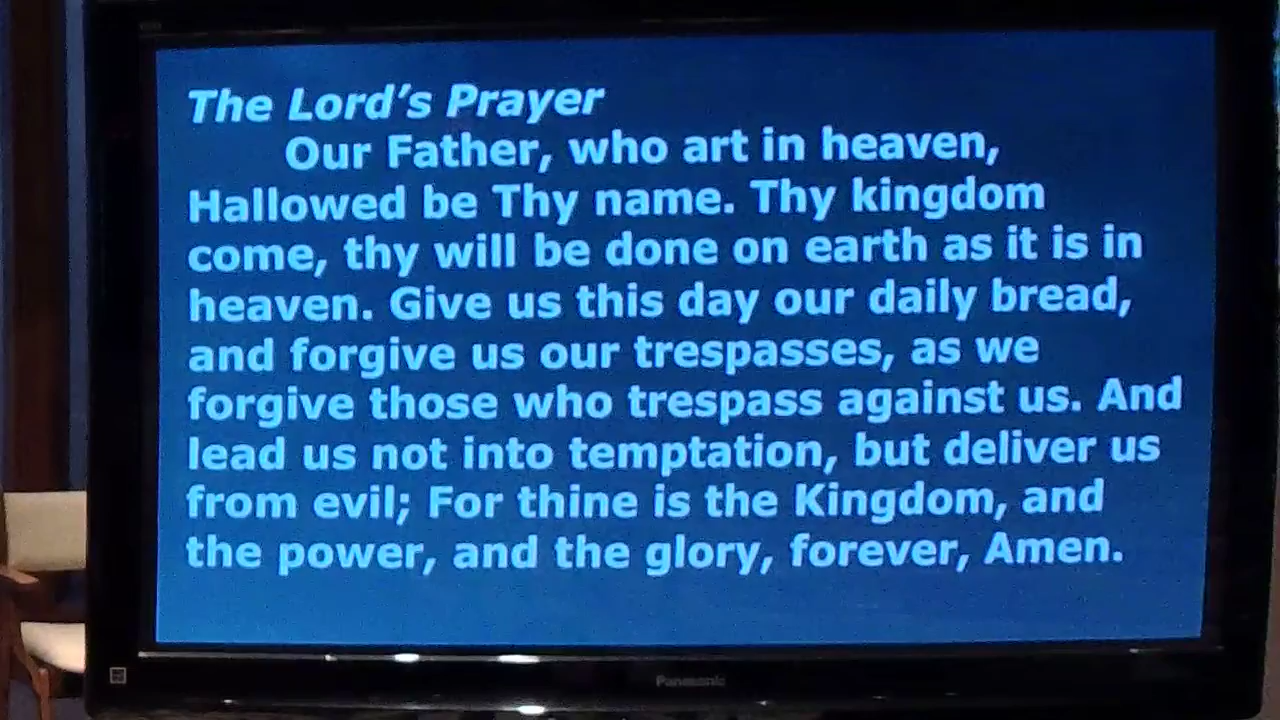 The Lord's Prayer
Our Father, who art in heaven,
Hallowed be Thy name. Thy kingdom
come, thy will be done on earth as it is in
heaven. Give us this day our daily bread,
and forgive us our trespasses, as we
forgive those who trespass against us. And
lead us not into temptation, but deliver us
from evil; For thine is the Kingdom, and
the power, and the glory, forever, Amen.
Panasonic